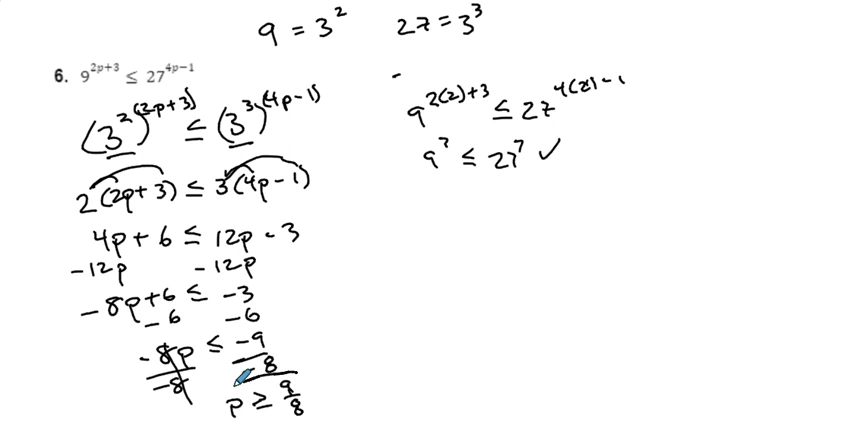 9 = 3² 27 = 3³
6. 9^{2p+3} ≤ 27^{4p−1}
(3²)^{(2p+3)} ≤ (3³)^{(4p−1)}
2(2p+3) ≤ 3(4p−1)
4p+6 ≤ 12p − 3
−12p −12p
−8p+6 ≤ −3
−6 −6
−8p ≤ −9
−8 −8
p ≥ 9/8
9^{2(2)+3} ≤ 27^{4(2)−1}
9⁷ ≤ 27⁷ ✓